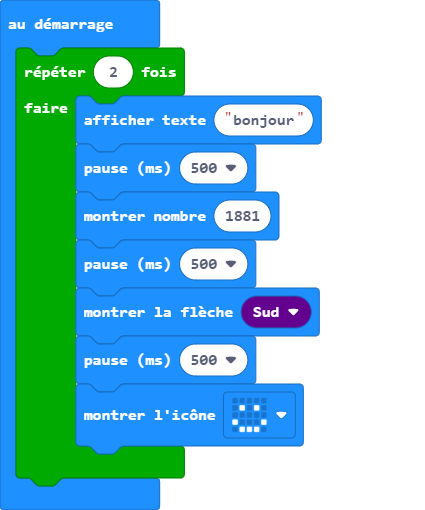 au démarrage
répéter 2 fois
faire
afficher texte "bonjour"
pause (ms) 500
montrer nombre 1881
pause (ms) 500
montrer la flèche Sud
pause (ms) 500
montrer l'icône